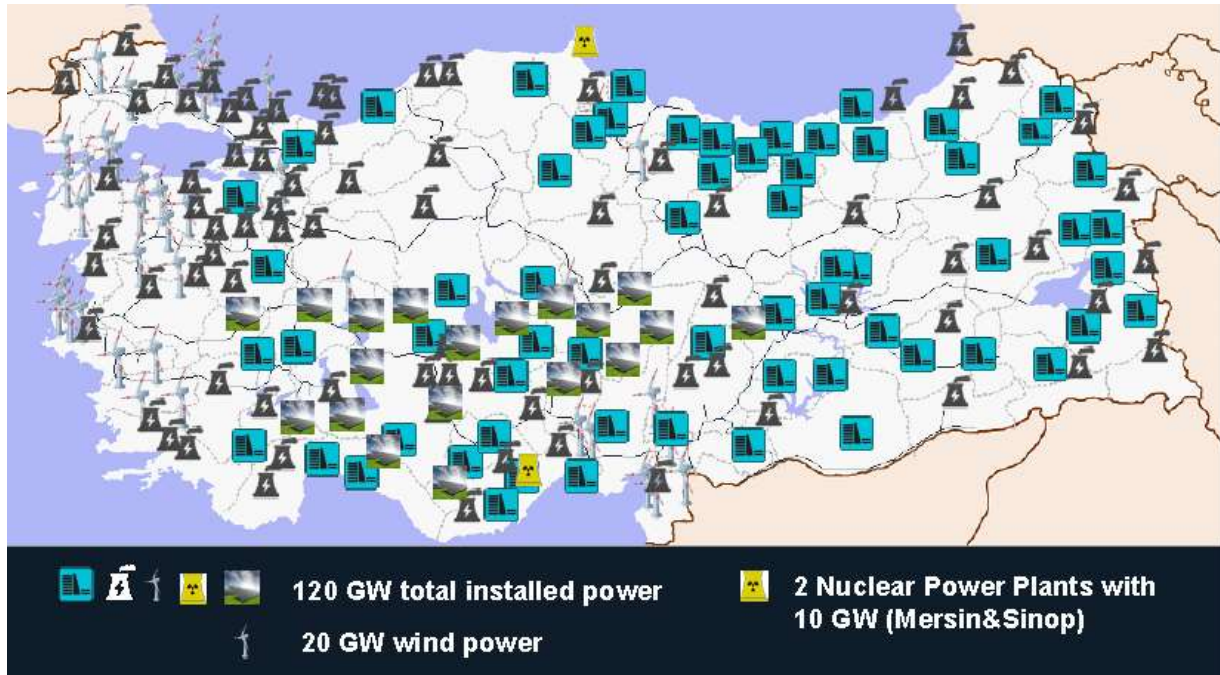 120 GW total installed power
20 GW wind power
2 Nuclear Power Plants with
10 GW (Mersin&Sinop)